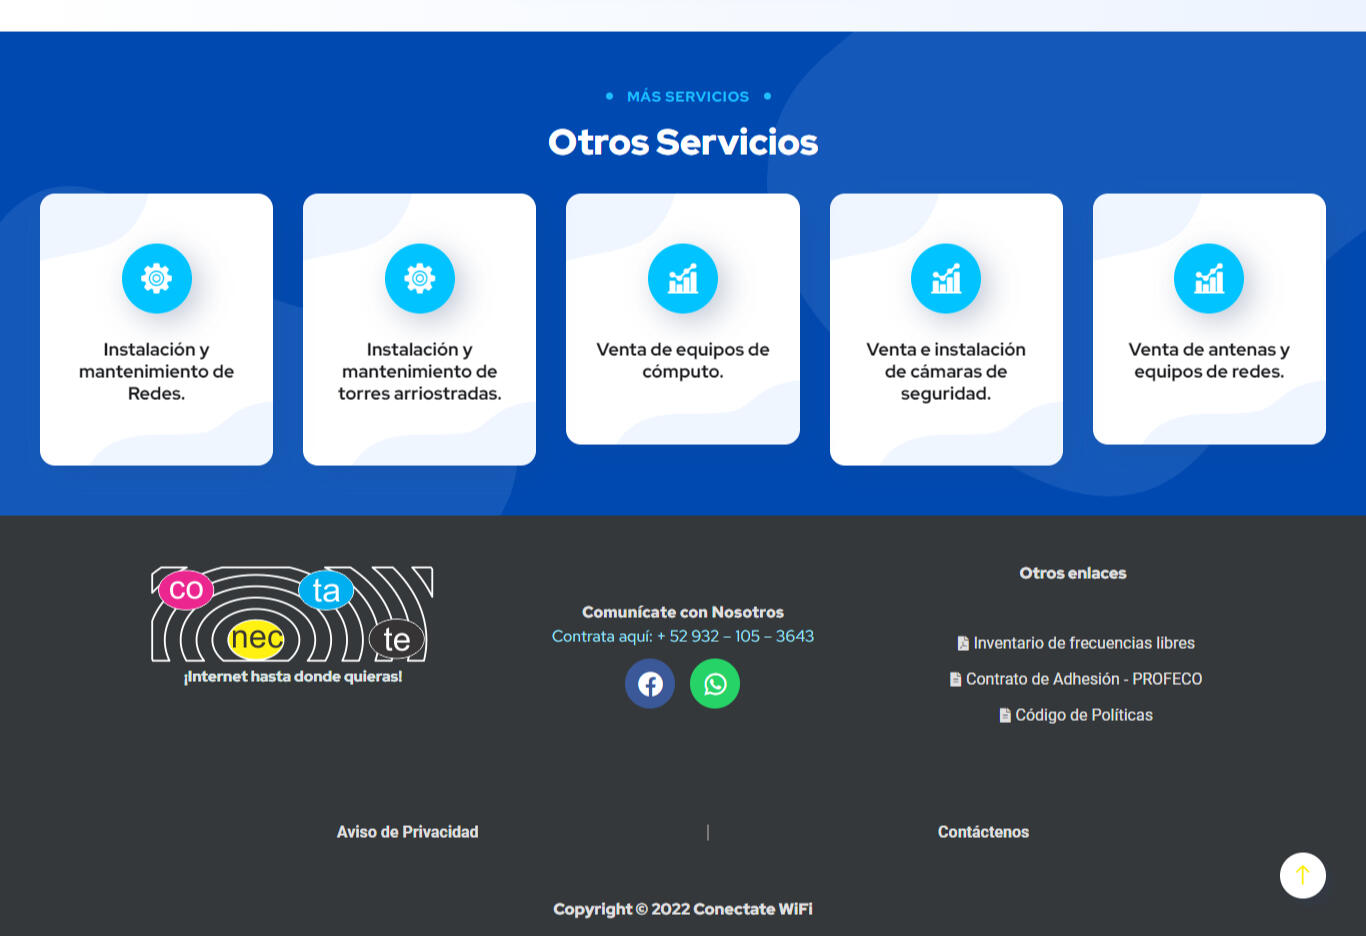 MÁS SERVICIOS
Otros Servicios
Instalación y
mantenimiento de
Redes.
Instalación y
mantenimiento de
torres arriostradas.
Venta de equipos de
cómputo.
Venta e instalación
de cámaras de
seguridad.
Venta de antenas y
equipos de redes.
co
nec
ta
te
¡Internet hasta donde quieras!
Comunícate con Nosotros
Contrata aquí: + 52 932 – 105 – 3643
Otros enlaces
Inventario de frecuencias libres
Contrato de Adhesión - PROFECO
Código de Políticas
Aviso de Privacidad
|
Contáctenos
Copyright © 2022 Conectate WiFi